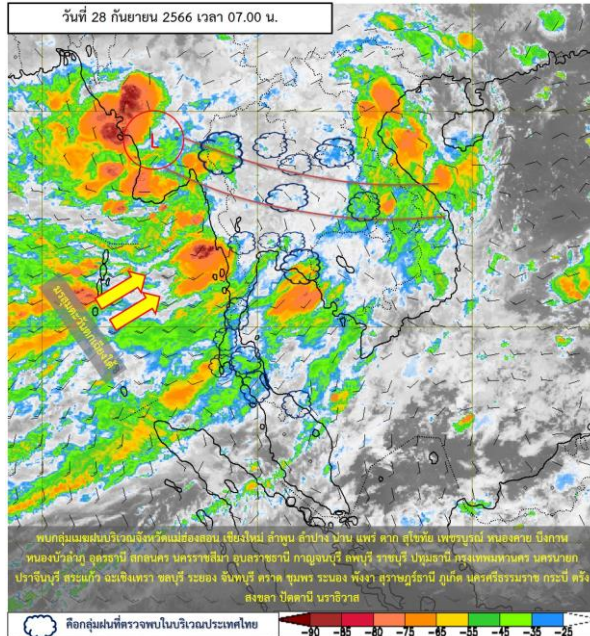 วันที่ 28 กันยายน 2566 เวลา 07.00 น.
L
มรสุมตะวันตกเฉียงใต้
พบกลุ่มเมฆฝนบริเวณจังหวัดแม่ฮ่องสอน เชียงใหม่ ลำพูน ลำปาง น่าน แพร่ ตาก สุโขทัย เพชรบูรณ์ หนองคาย บึงกาฬ
หนองบัวลำภู อุดรธานี สกลนคร นครราชสีมา อุบลราชธานี กาญจนบุรี ลพบุรี ราชบุรี ปทุมธานี กรุงเทพมหานคร นครนายก
ปราจีนบุรี สระแก้ว ฉะเชิงเทรา ชลบุรี ระยอง จันทบุรี ตราด ชุมพร ระนอง พังงา สุราษฎร์ธานี ภูเก็ต นครศรีธรรมราช กระบี่ ตรัง
สงขลา ปัตตานี นราธิวาส
คือกลุ่มฝนที่ตรวจพบในบริเวณประเทศไทย
-90 -85 -80 -75 -65 -55 -45 -35 -25